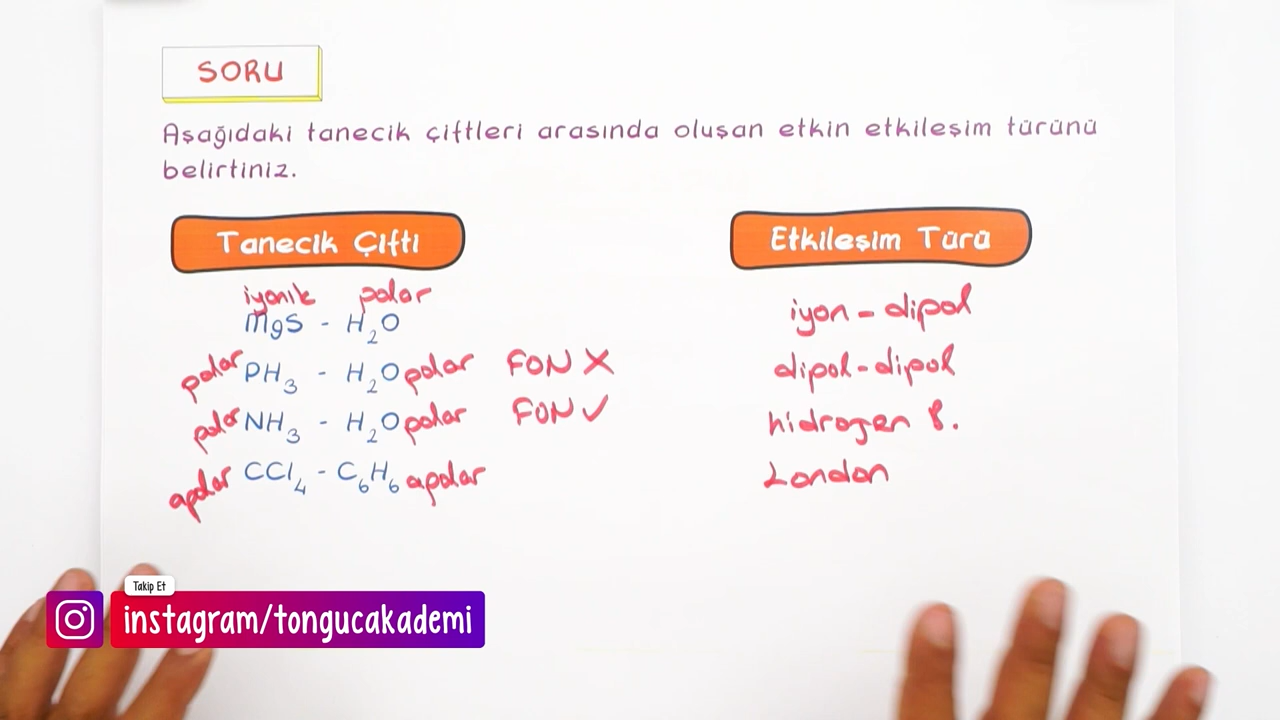 SORU
Aşağıdaki tanecik çiftleri arasında oluşan etkin etkileşim türünü
belirtiniz.
Tanecik Çifti
Etkileşim Türü
iyonik polar
MgS - H₂O
iyon - dipol
polar PH₃ - H₂O polar FON X
dipol - dipol
polar NH₃ - H₂O polar FON ✓
hidrogen B.
apolar CCl₄ - C₆H₆ apolar
London
Takip Et
instagram/tongucakademi